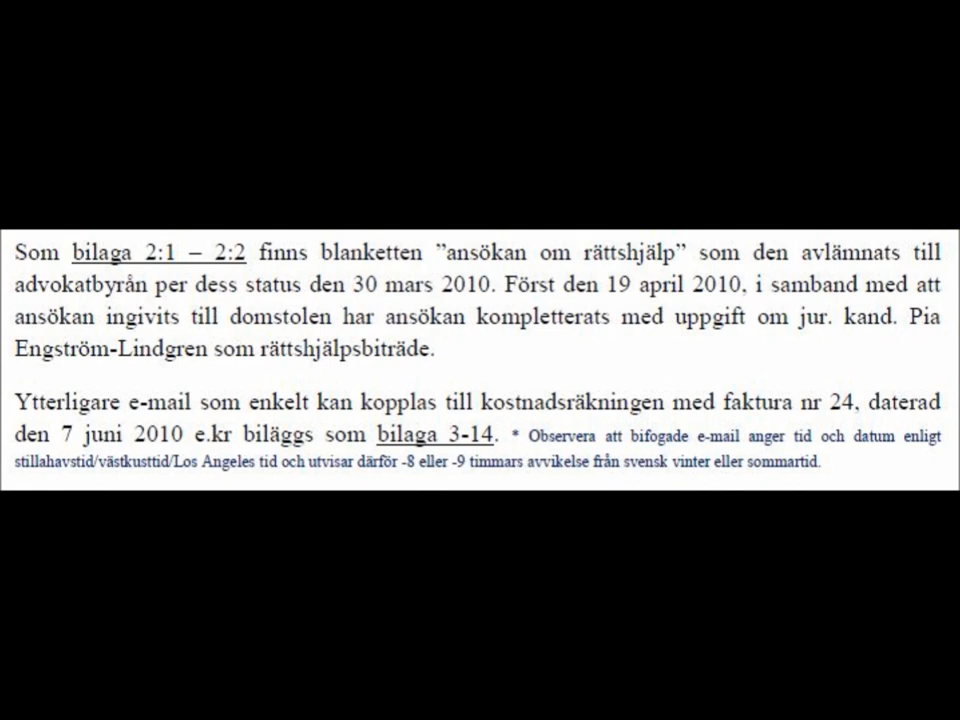 Som bilaga 2:1 – 2:2 finns blanketten ”ansökan om rättshjälp” som den avlämnats till
advokatbyrån per dess status den 30 mars 2010. Först den 19 april 2010, i samband med att
ansökan ingivits till domstolen har ansökan kompletterats med uppgift om jur. kand. Pia
Engström-Lindgren som rättshjälpsbiträde.
Ytterligare e-mail som enkelt kan kopplas till kostnadsräkningen med faktura nr 24, daterad
den 7 juni 2010 e.kr biläggs som bilaga 3-14. * Observera att bifogade e-mail anger tid och datum enligt
stillahavstid/västkusttid/Los Angeles tid och utvisar därför -8 eller -9 timmars avvikelse från svensk vinter eller sommartid.